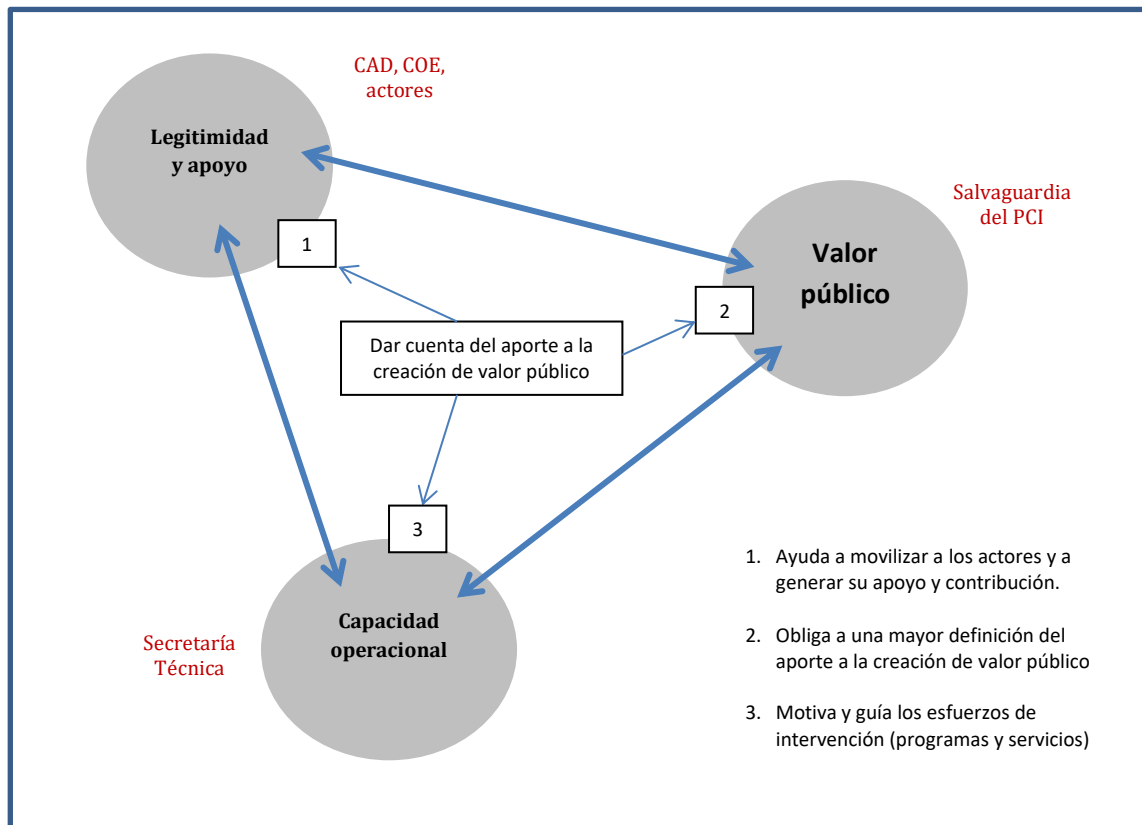 CAD, COE,
actores
Legitimidad
y apoyo
Salvaguardia
del PCI
1
Valor
público
2
Dar cuenta del aporte a la
creación de valor público
3
Capacidad
operacional
Secretaría
Técnica
1. Ayuda a movilizar a los actores y a
generar su apoyo y contribución.
2. Obliga a una mayor definición del
aporte a la creación de valor público
3. Motiva y guía los esfuerzos de
intervención (programas y servicios)